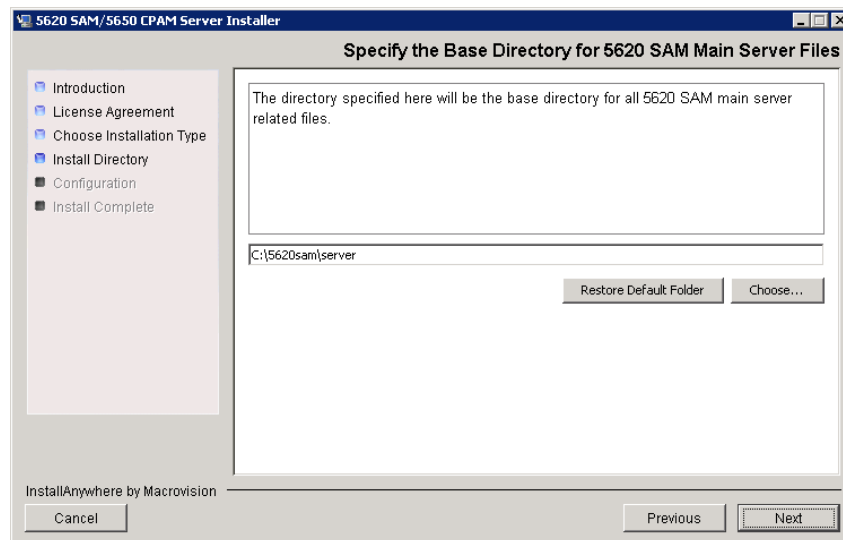 5620 SAM/5650 CPAM Server Installer
Specify the Base Directory for 5620 SAM Main Server Files
Introduction
License Agreement
Choose Installation Type
Install Directory
Configuration
Install Complete
The directory specified here will be the base directory for all 5620 SAM main server
related files.
C:\5620sam\server
Restore Default Folder
Choose...
InstallAnywhere by Macrovision
Cancel
Previous
Next